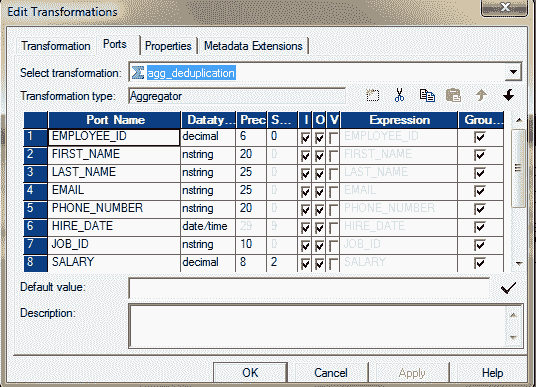 Edit Transformations
Transformation Ports Properties Metadata Extensions
Select transformation: agg_deduplication
Transformation type: Aggregator
Port Name Dataty... Prec S... I O V Expression Grou...
1 EMPLOYEE_ID decimal 6 0 EMPLOYEE_ID
2 FIRST_NAME nstring 20 0 FIRST_NAME
3 LAST_NAME nstring 25 0 LAST_NAME
4 EMAIL nstring 25 0 EMAIL
5 PHONE_NUMBER nstring 20 0 PHONE_NUMBER
6 HIRE_DATE date/time 29 9 HIRE_DATE
7 JOB_ID nstring 10 0 JOB_ID
8 SALARY decimal 8 2 SALARY
Default value:
Description:
OK Cancel Apply Help